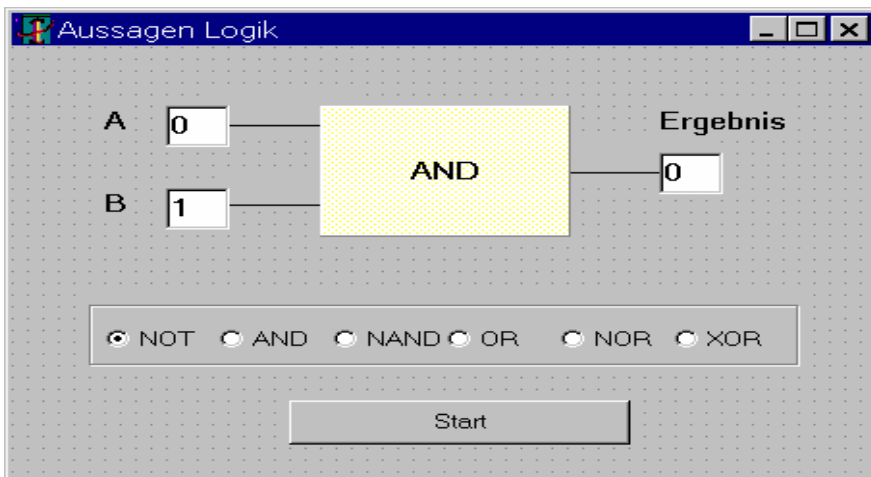 Aussagen Logik
A 0 Ergebnis
AND 0
B 1
NOT AND NAND OR NOR XOR
Start